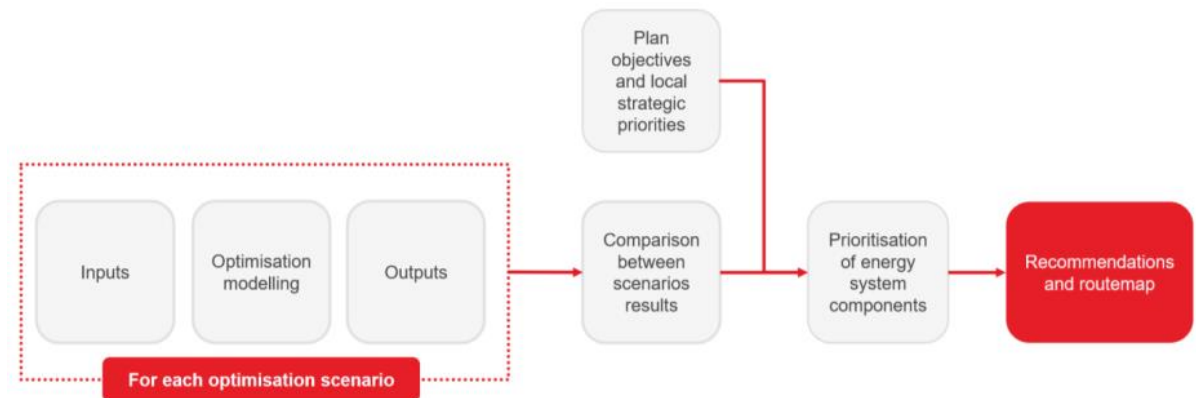 Plan
objectives
and local
strategic
priorities
Inputs
Optimisation
modelling
Outputs
Comparison
between
scenarios
results
Prioritisation
of energy
system
components
Recommendations
and routemap
For each optimisation scenario